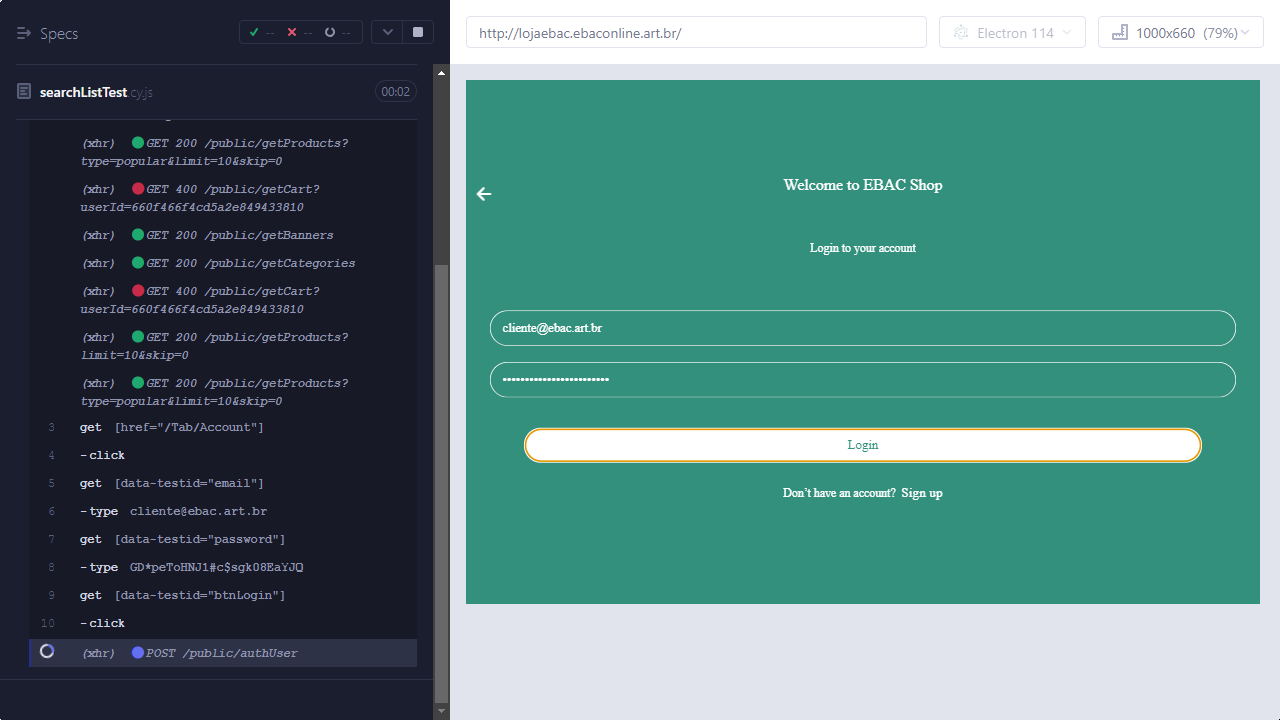 Specs
-- -- --
http://lojaebac.ebaconline.art.br/
Electron 114
1000x660 (79%)
searchListTest.cy.js
00:02
(xhr) GET 200 /public/getProducts?
type=popular&limit=10&skip=0
(xhr) GET 400 /public/getCart?
userId=660f466f4cd5a2e849433810
(xhr) GET 200 /public/getBanners
(xhr) GET 200 /public/getCategories
(xhr) GET 400 /public/getCart?
userId=660f466f4cd5a2e849433810
(xhr) GET 200 /public/getProducts?
limit=10&skip=0
(xhr) GET 200 /public/getProducts?
type=popular&limit=10&skip=0
3 get [href="/Tab/Account"]
4 -click
5 get [data-testid="email"]
6 -type cliente@ebac.art.br
7 get [data-testid="password"]
8 -type GD*peToHNJ1#c$sgk08EaYJQ
9 get [data-testid="btnLogin"]
10 -click
(xhr) POST /public/authUser
Welcome to EBAC Shop
Login to your account
cliente@ebac.art.br
••••••••••••••••••••••••
Login
Don’t have an account? Sign up